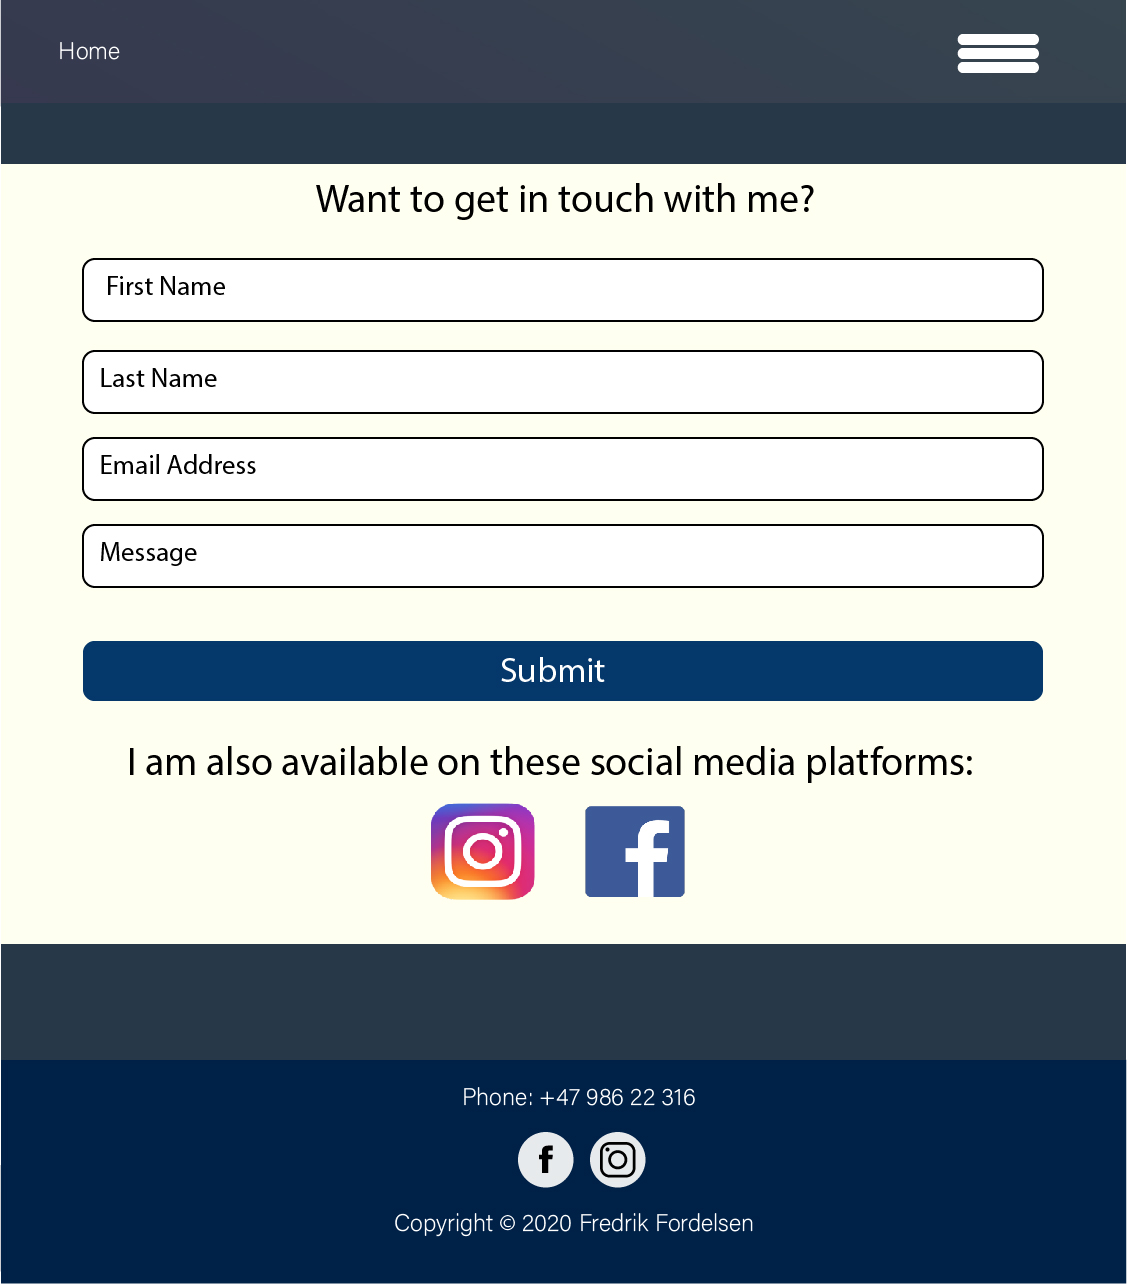 Home
Want to get in touch with me?
First Name
Last Name
Email Address
Message
Submit
I am also available on these social media platforms:
Phone: +47 986 22 316
Copyright © 2020 Fredrik Fordelsen